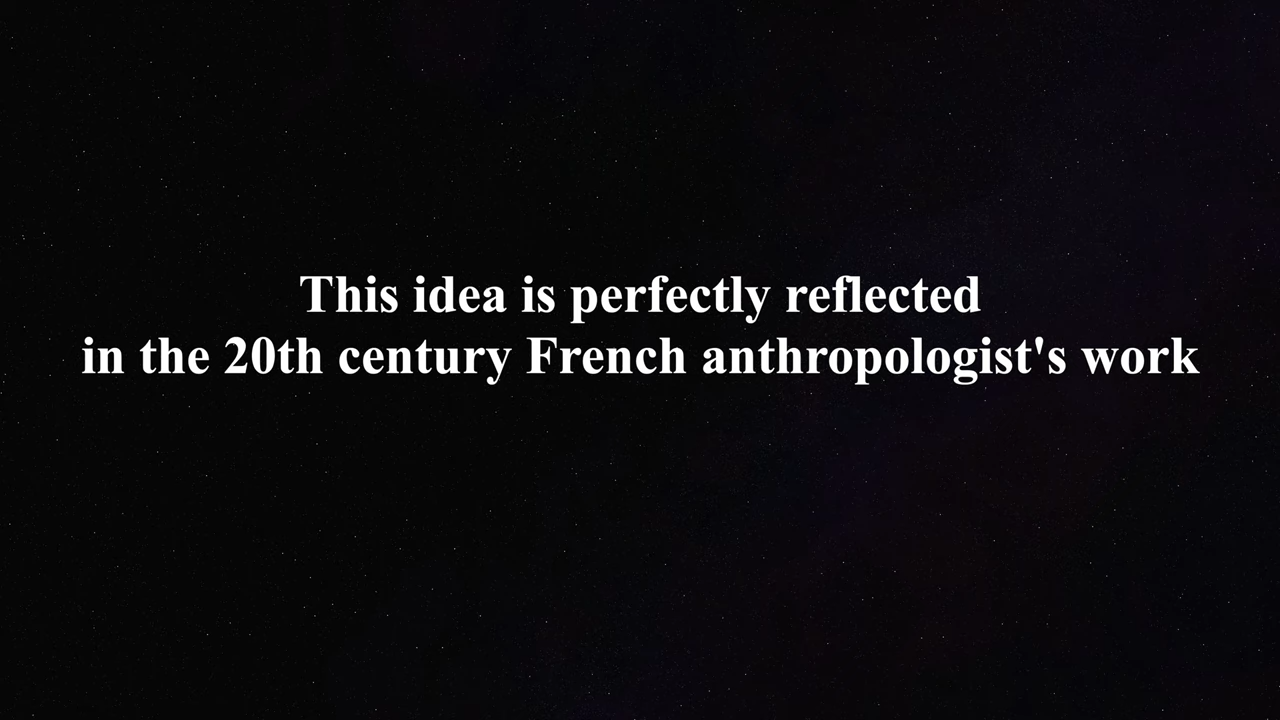 This idea is perfectly reflected
in the 20th century French anthropologist's work